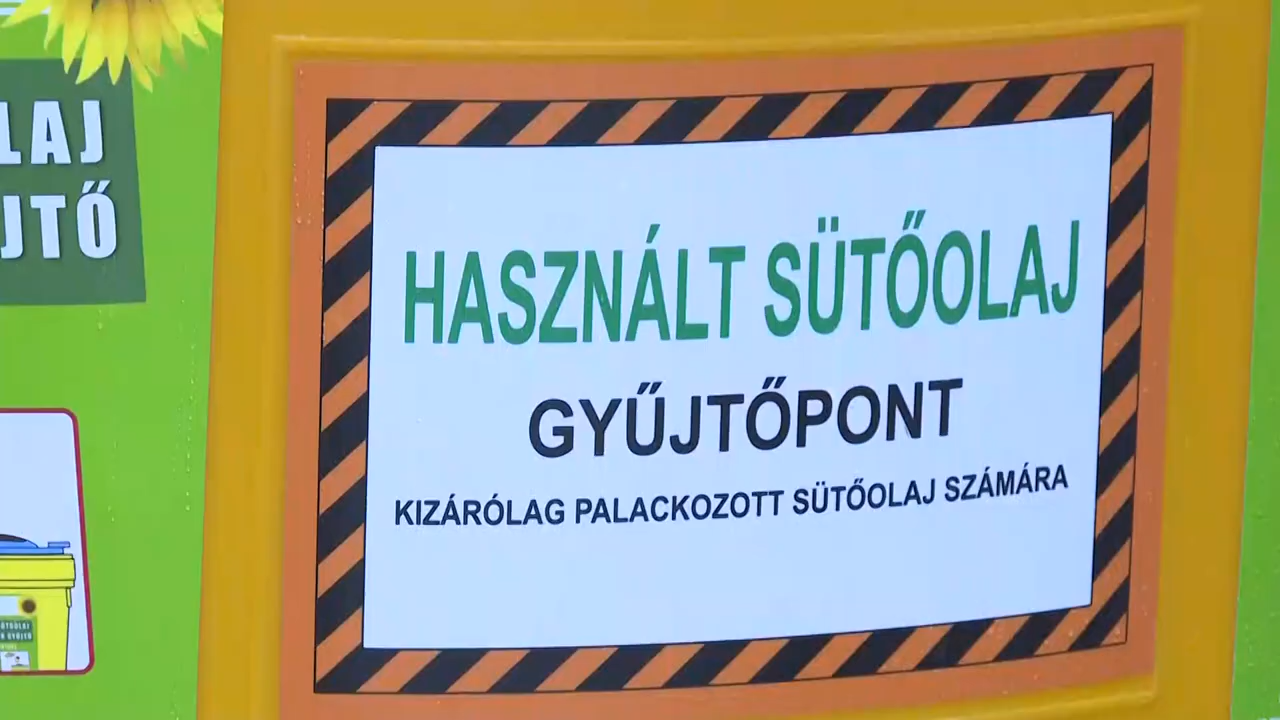 LAJ
JTŐ
HASZNÁLT SÜTŐOLAJ
GYŰJTŐPONT
KIZÁRÓLAG PALACKOZOTT SÜTŐOLAJ SZÁMÁRA